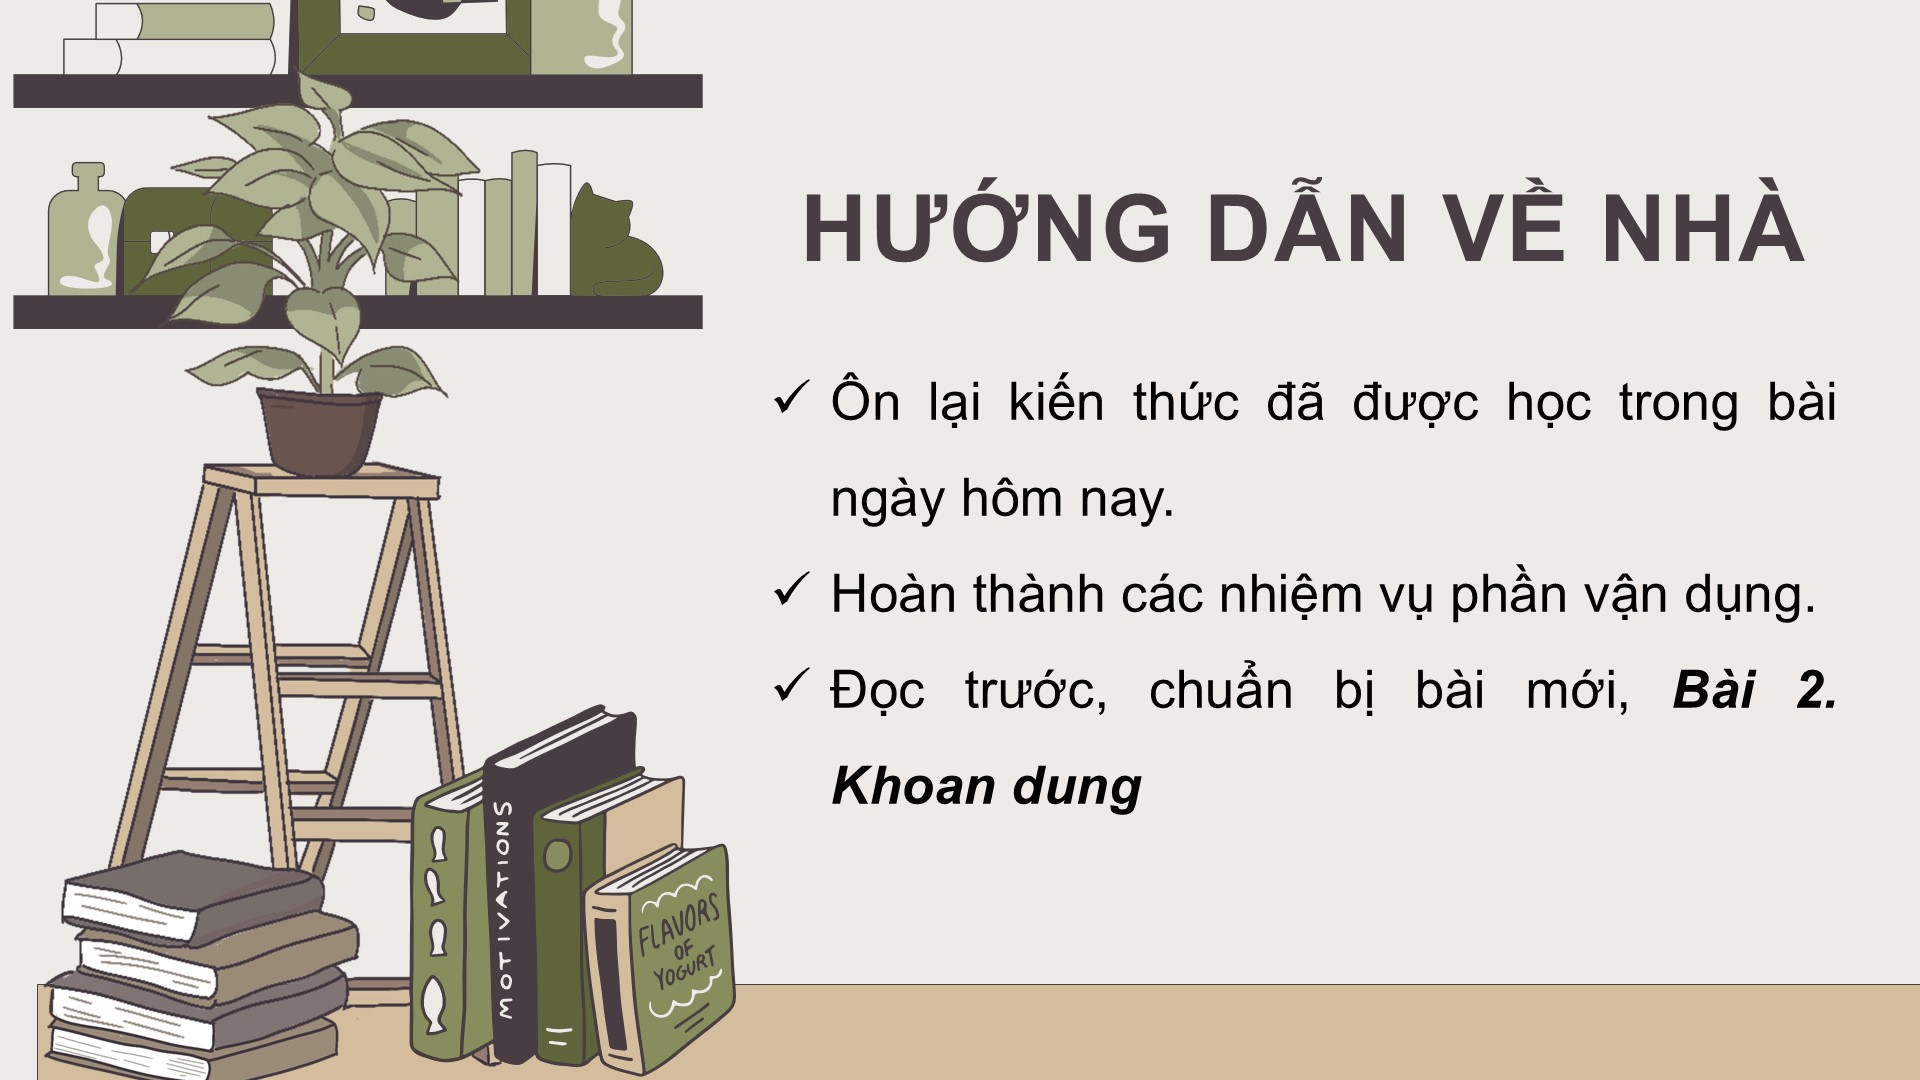 HƯỚNG DẪN VỀ NHÀ
✓ Ôn lại kiến thức đã được học trong bài
ngày hôm nay.
✓ Hoàn thành các nhiệm vụ phần vận dụng.
✓ Đọc trước, chuẩn bị bài mới, Bài 2.
Khoan dung
MOTIVATIONS
FLAVORS
OF
YOGURT